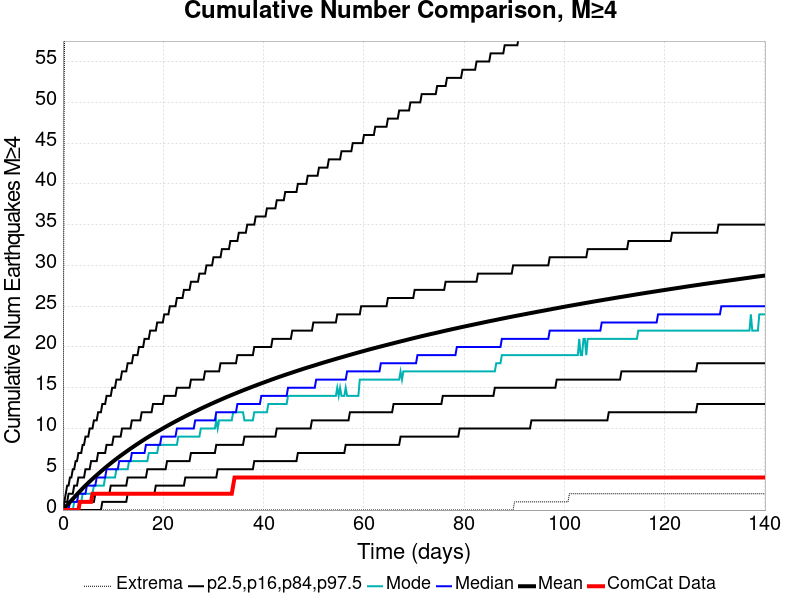 Cumulative Number Comparison, M≥4
Cumulative Num Earthquakes M≥4
55
50
45
40
35
30
25
20
15
10
5
0
0 20 40 60 80 100 120 140
Time (days)
Extrema p2.5,p16,p84,p97.5 Mode Median Mean ComCat Data